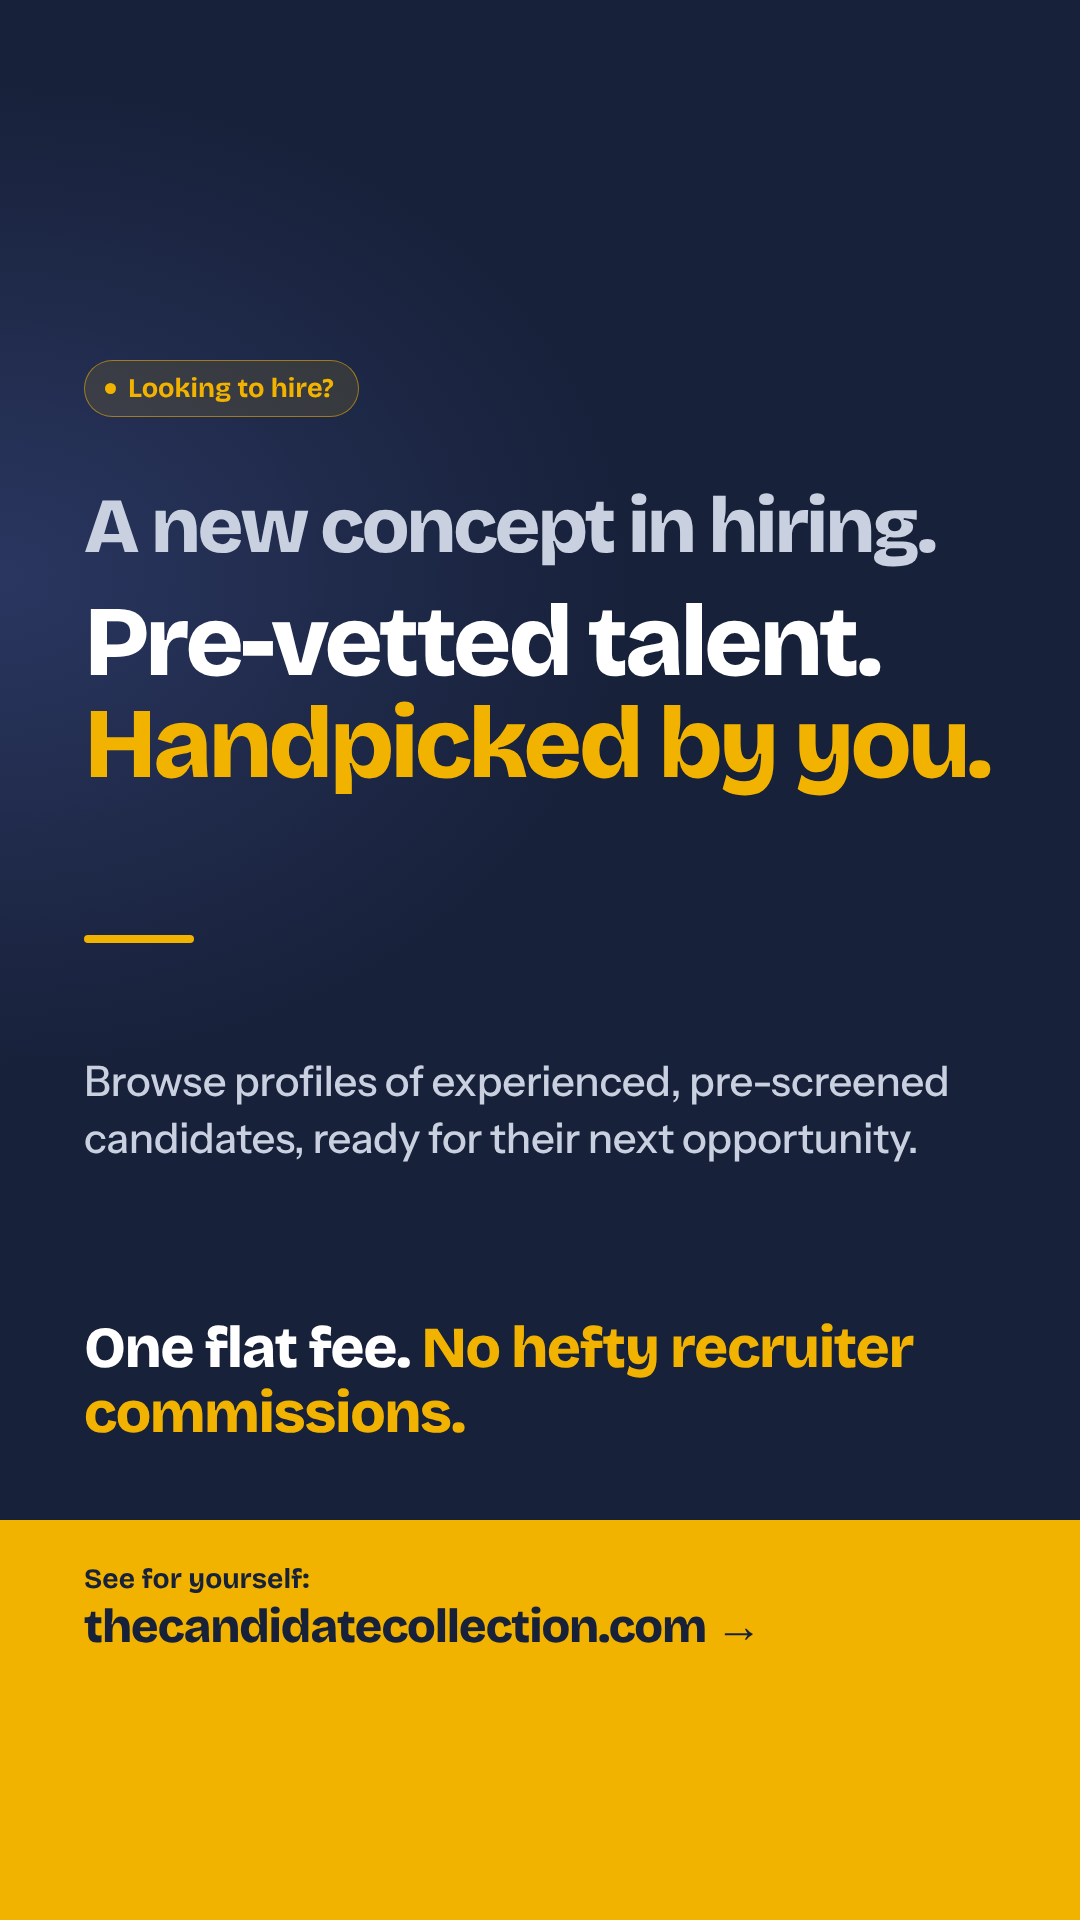 Looking to hire?
A new concept in hiring.
Pre-vetted talent.
Handpicked by you.
Browse profiles of experienced, pre-screened
candidates, ready for their next opportunity.
One flat fee. No hefty recruiter
commissions.
See for yourself:
thecandidatecollection.com →